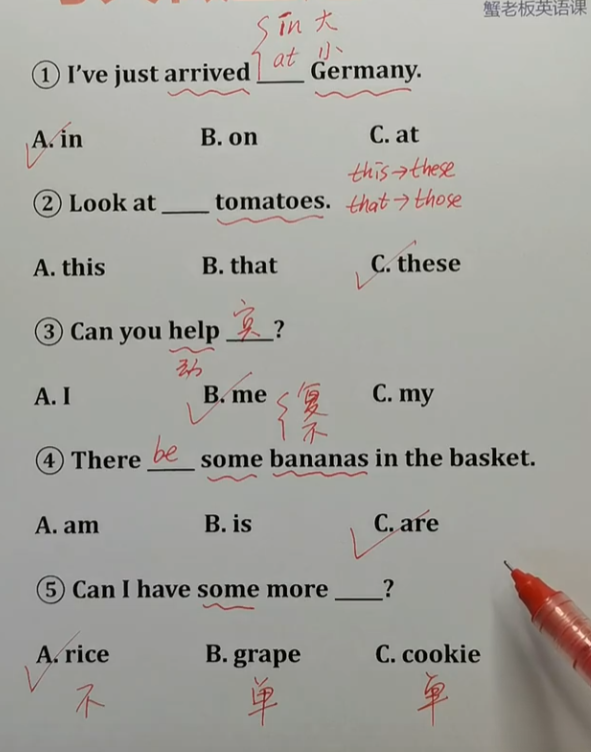 蟹老板英语课
in 大
at 小
① I've just arrived ____ Germany.
A. in B. on C. at
this→these
② Look at ____ tomatoes. that→those
A. this B. that C. these
③ Can you help 宾 ?
动
A. I B. me C. my
复
不
④ There be some bananas in the basket.
A. am B. is C. are
⑤ Can I have some more ____?
A. rice B. grape C. cookie
不 单 单